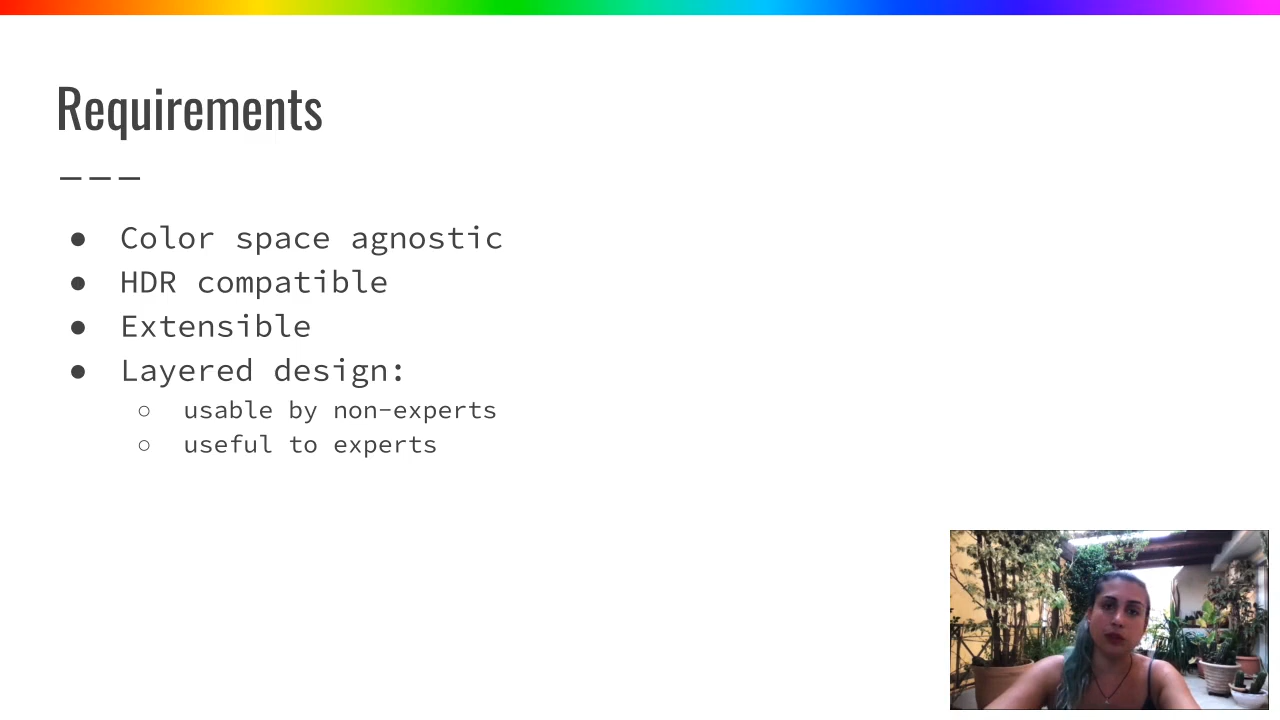 Requirements
● Color space agnostic
● HDR compatible
● Extensible
● Layered design:
○ usable by non-experts
○ useful to experts